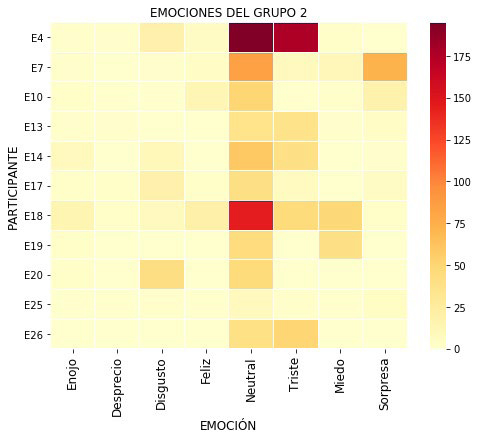 EMOCIONES DEL GRUPO 2
PARTICIPANTE
E4
E7
E10
E13
E14
E17
E18
E19
E20
E25
E26
Enojo
Desprecio
Disgusto
Feliz
Neutral
Triste
Miedo
Sorpresa
EMOCIÓN
175
150
125
100
75
50
25
0